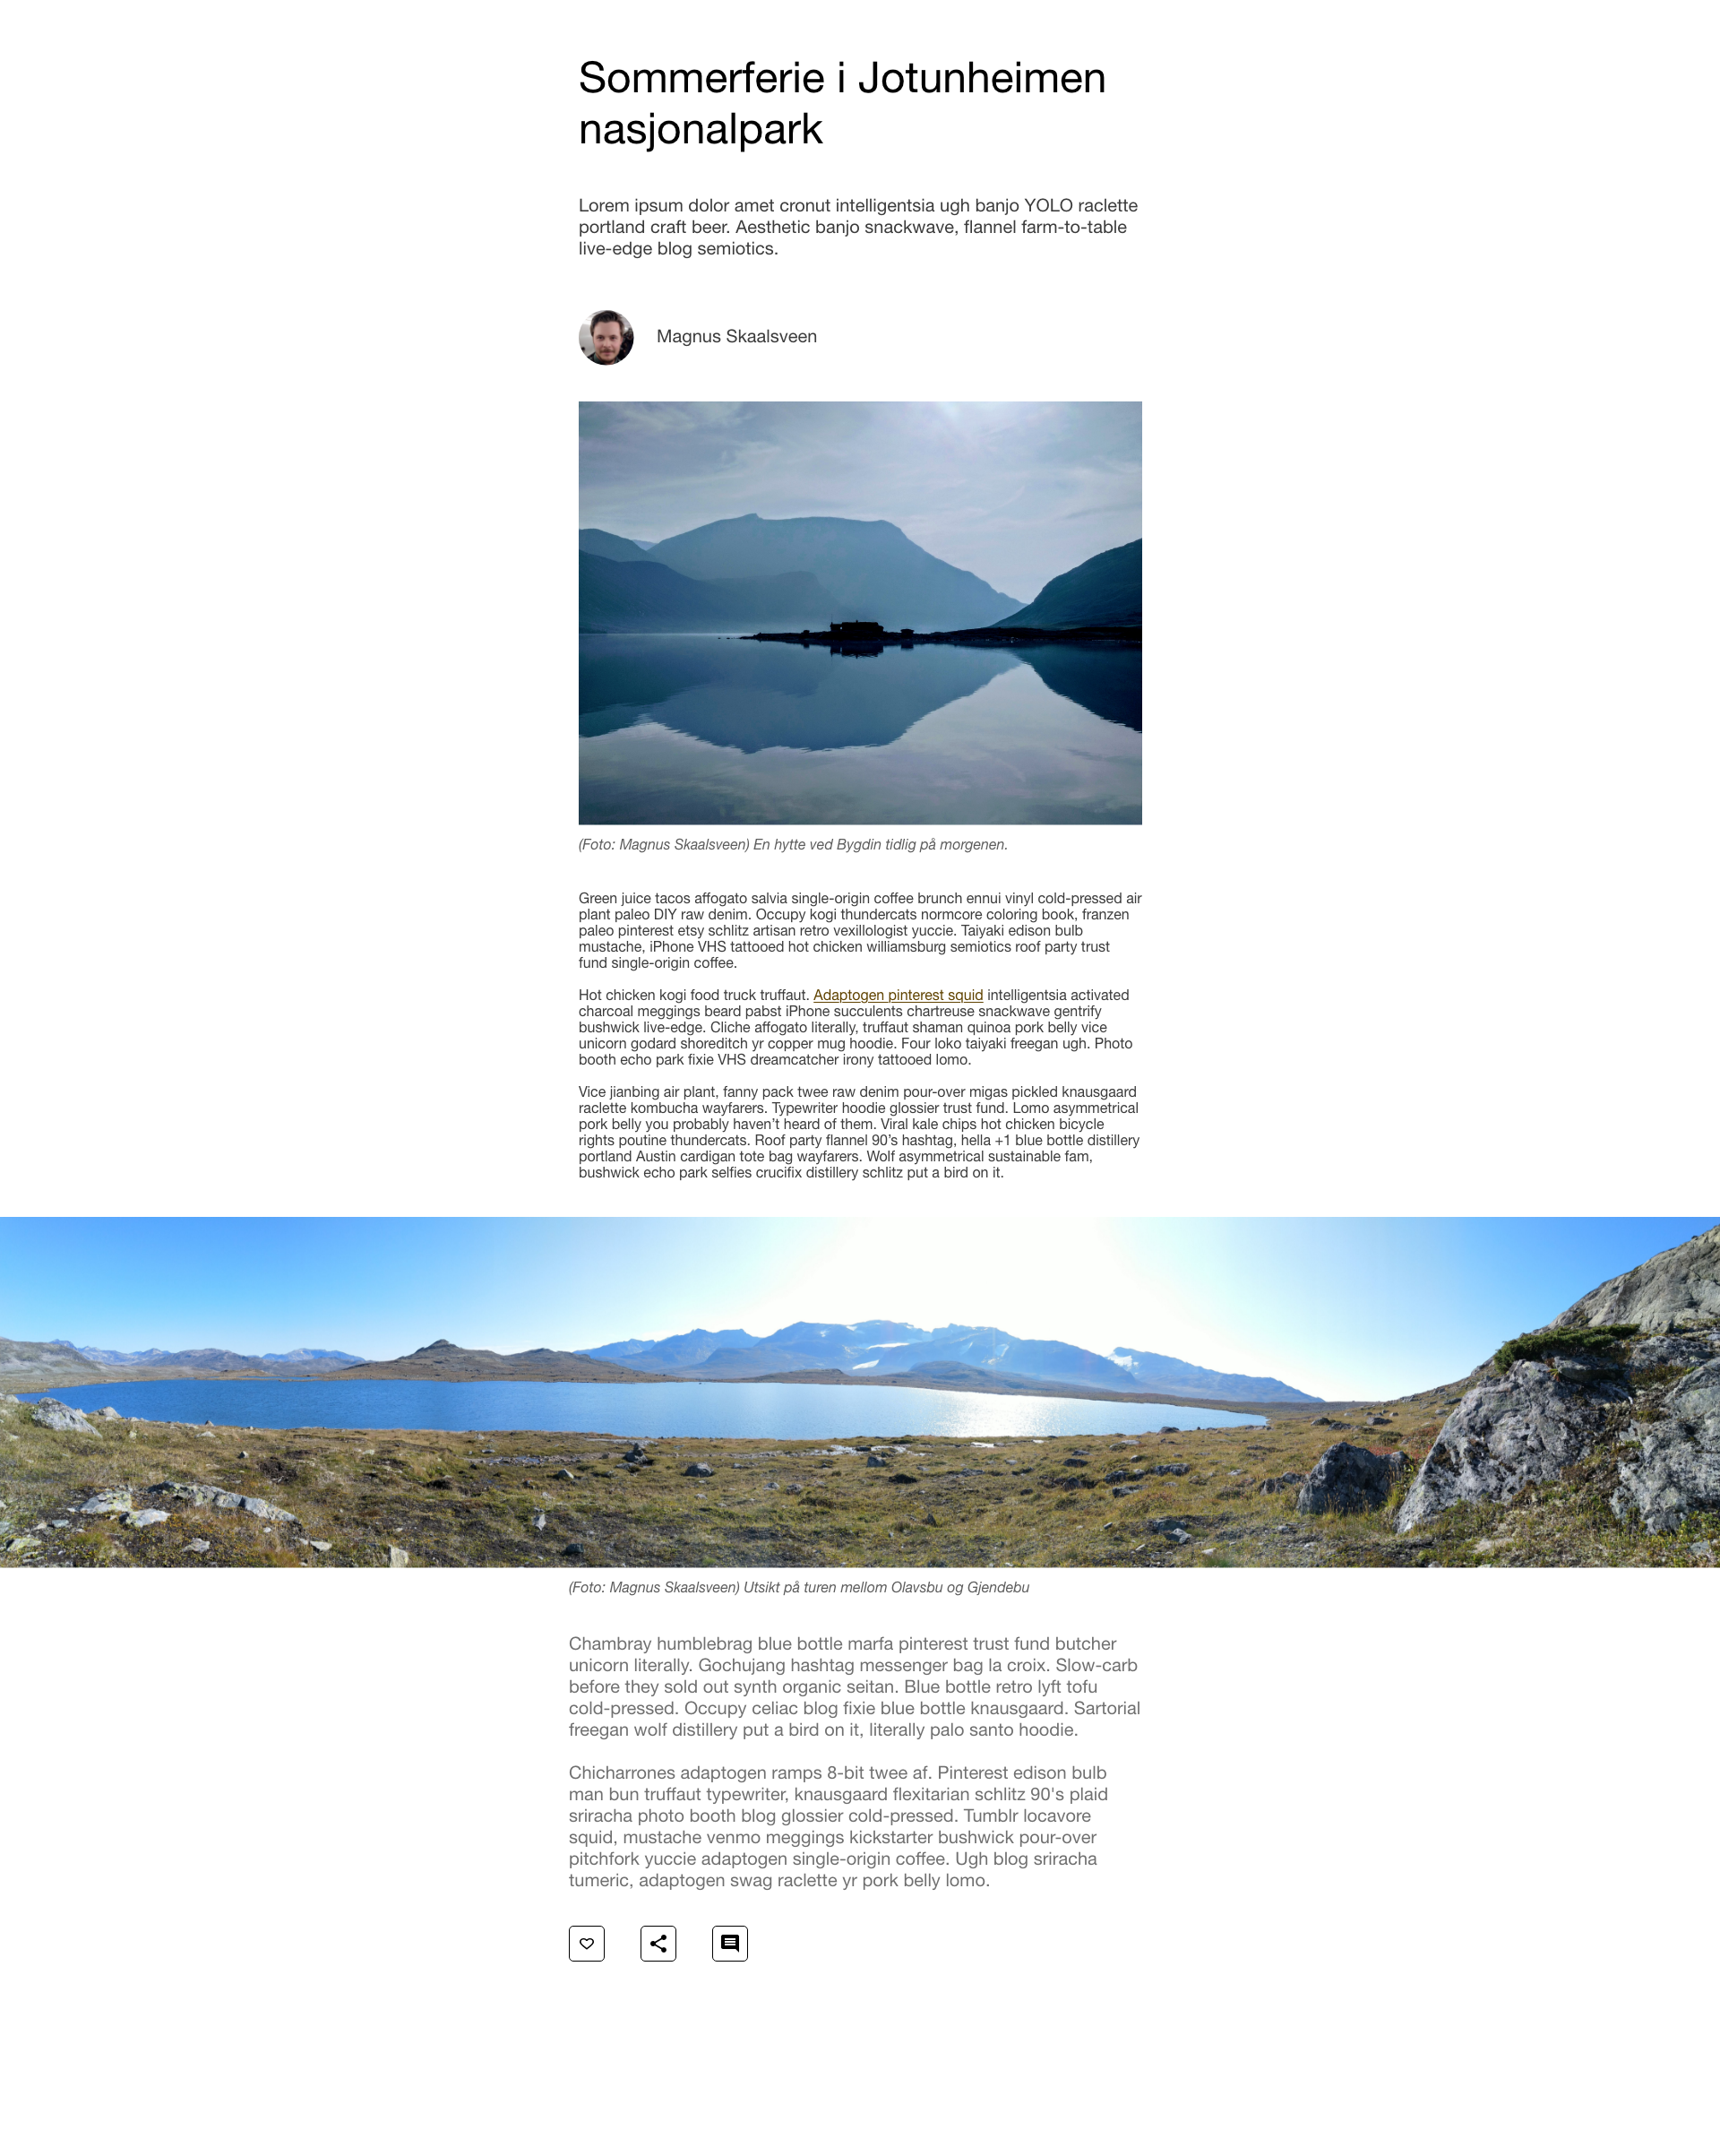 Sommerferie i Jotunheimen
nasjonalpark
Lorem ipsum dolor amet cronut intelligentsia ugh banjo YOLO raclette
portland craft beer. Aesthetic banjo snackwave, flannel farm-to-table
live-edge blog semiotics.
Magnus Skaalsveen
(Foto: Magnus Skaalsveen) En hytte ved Bygdin tidlig på morgenen.
Green juice tacos affogato salvia single-origin coffee brunch ennui vinyl cold-pressed air
plant paleo DIY raw denim. Occupy kogi thundercats normcore coloring book, franzen
paleo pinterest etsy schlitz artisan retro vexillologist yuccie. Taiyaki edison bulb
mustache, iPhone VHS tattooed hot chicken williamsburg semiotics roof party trust
fund single-origin coffee.
Hot chicken kogi food truck truffaut. Adaptogen pinterest squid intelligentsia activated
charcoal meggings beard pabst iPhone succulents chartreuse snackwave gentrify
bushwick live-edge. Cliche affogato literally, truffaut shaman quinoa pork belly vice
unicorn godard shoreditch yr copper mug hoodie. Four loko taiyaki freegan ugh. Photo
booth echo park fixie VHS dreamcatcher irony tattooed lomo.
Vice jianbing air plant, fanny pack twee raw denim pour-over migas pickled knausgaard
raclette kombucha wayfarers. Typewriter hoodie glossier trust fund. Lomo asymmetrical
pork belly you probably haven’t heard of them. Viral kale chips hot chicken bicycle
rights poutine thundercats. Roof party flannel 90’s hashtag, hella +1 blue bottle distillery
portland Austin cardigan tote bag wayfarers. Wolf asymmetrical sustainable fam,
bushwick echo park selfies crucifix distillery schlitz put a bird on it.
(Foto: Magnus Skaalsveen) Utsikt på turen mellom Olavsbu og Gjendebu
Chambray humblebrag blue bottle marfa pinterest trust fund butcher
unicorn literally. Gochujang hashtag messenger bag la croix. Slow-carb
before they sold out synth organic seitan. Blue bottle retro lyft tofu
cold-pressed. Occupy celiac blog fixie blue bottle knausgaard. Sartorial
freegan wolf distillery put a bird on it, literally palo santo hoodie.
Chicharrones adaptogen ramps 8-bit twee af. Pinterest edison bulb
man bun truffaut typewriter, knausgaard flexitarian schlitz 90's plaid
sriracha photo booth blog glossier cold-pressed. Tumblr locavore
squid, mustache venmo meggings kickstarter bushwick pour-over
pitchfork yuccie adaptogen single-origin coffee. Ugh blog sriracha
tumeric, adaptogen swag raclette yr pork belly lomo.